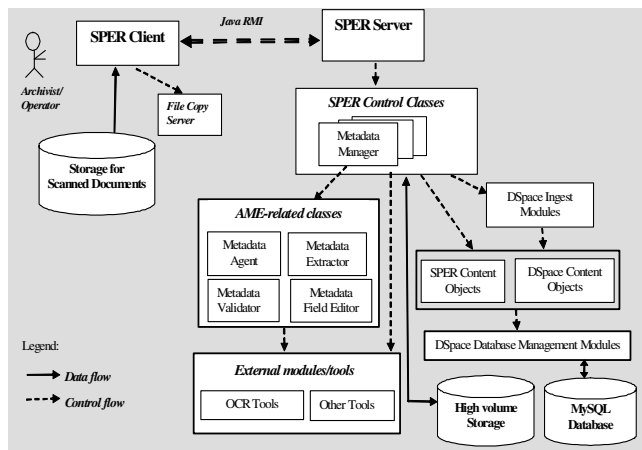 Java RMI
SPER Client
SPER Server
Archivist/
Operator
File Copy
Server
SPER Control Classes
Metadata
Manager
Storage for
Scanned Documents
AME-related classes
Metadata
Agent
Metadata
Extractor
Metadata
Validator
Metadata
Field Editor
DSpace Ingest
Modules
SPER Content
Objects
DSpace Content
Objects
DSpace Database Management Modules
Legend:
Data flow
Control flow
External modules/tools
OCR Tools
Other Tools
High volume
Storage
MySQL
Database